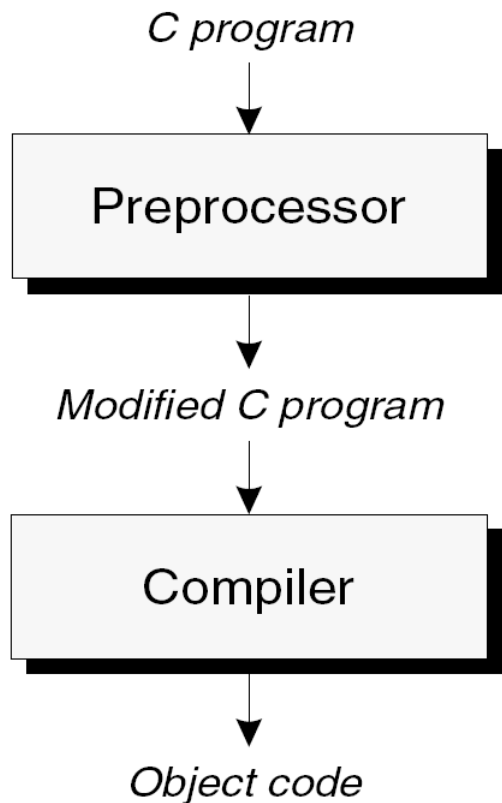 C program
Preprocessor
Modified C program
Compiler
Object code